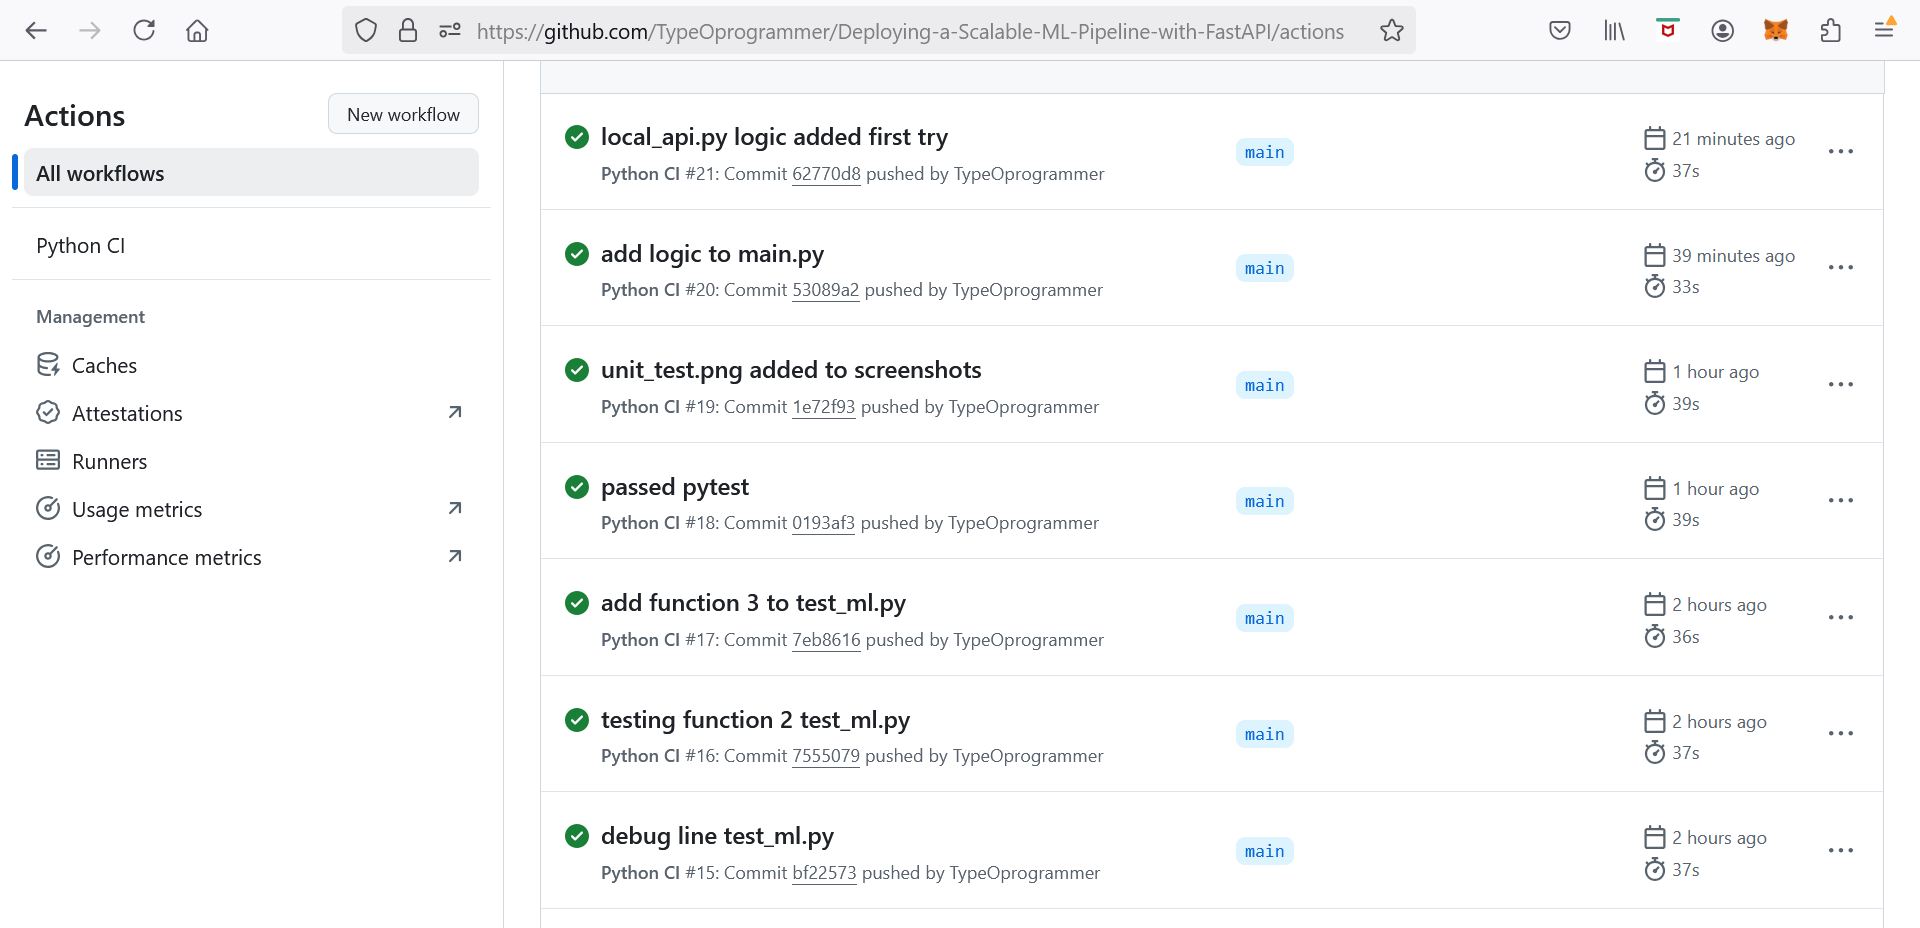 https://github.com/TypeOprogrammer/Deploying-a-Scalable-ML-Pipeline-with-FastAPI/actions
Actions
New workflow
All workflows
Python CI
Management
Caches
Attestations
Runners
Usage metrics
Performance metrics
local_api.py logic added first try
Python CI #21: Commit 62770d8 pushed by TypeOprogrammer
main
21 minutes ago
37s
add logic to main.py
Python CI #20: Commit 53089a2 pushed by TypeOprogrammer
main
39 minutes ago
33s
unit_test.png added to screenshots
Python CI #19: Commit 1e72f93 pushed by TypeOprogrammer
main
1 hour ago
39s
passed pytest
Python CI #18: Commit 0193af3 pushed by TypeOprogrammer
main
1 hour ago
39s
add function 3 to test_ml.py
Python CI #17: Commit 7eb8616 pushed by TypeOprogrammer
main
2 hours ago
36s
testing function 2 test_ml.py
Python CI #16: Commit 7555079 pushed by TypeOprogrammer
main
2 hours ago
37s
debug line test_ml.py
Python CI #15: Commit bf22573 pushed by TypeOprogrammer
main
2 hours ago
37s